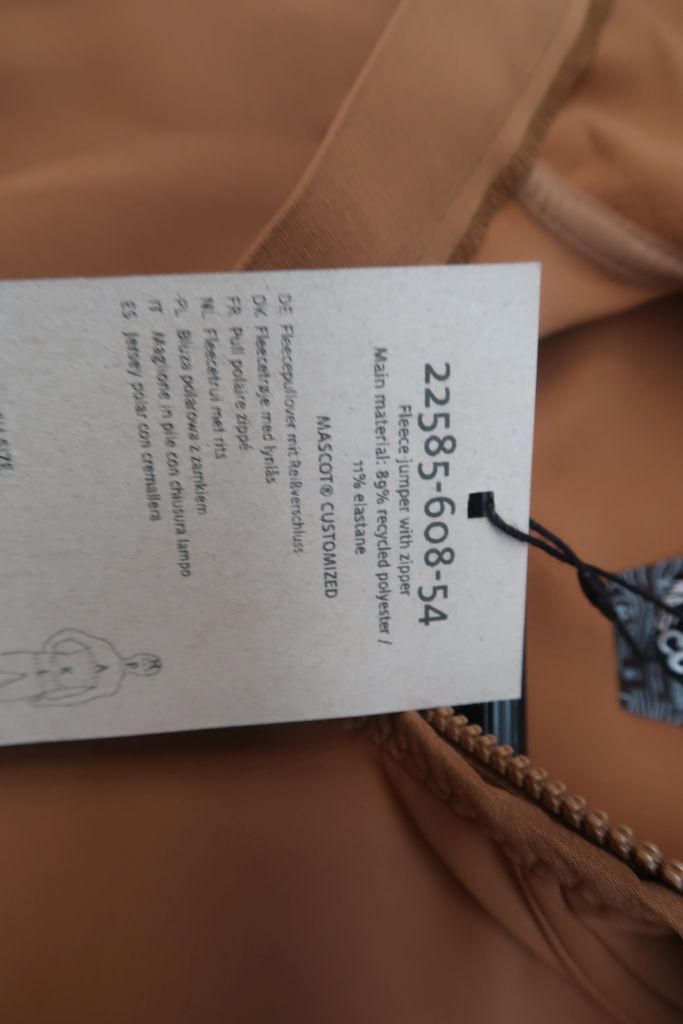 22585-608-54
Fleece jumper with zipper
Main material: 89% recycled polyester /
11% elastane
MASCOT® CUSTOMIZED
DE Fleecepullover mit Reißverschluss
DK Fleecetrøje med lynlås
FR Pull polaire zippé
NL Fleecetrui met rits
PL Bluza polarowa z zamkiem
IT Maglione in pile con chiusura lampo
ES Jersey polar con cremallera